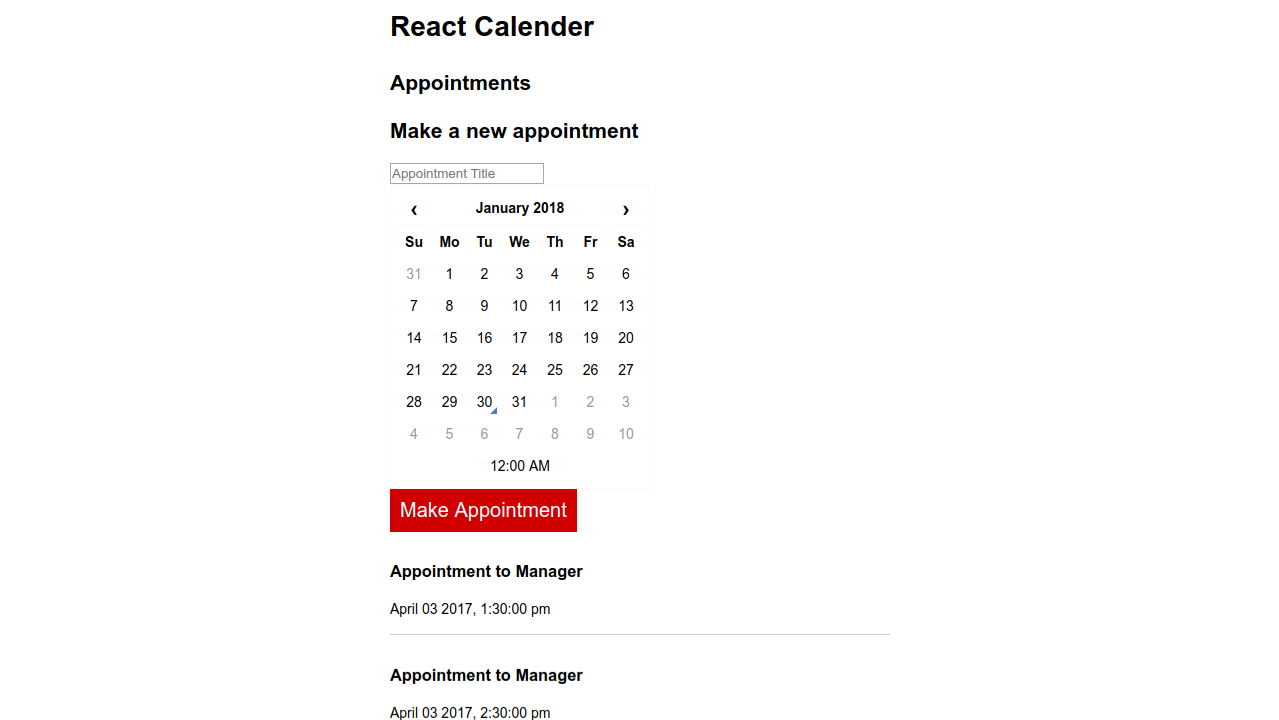 React Calender
Appointments
Make a new appointment
Appointment Title
‹ January 2018 ›
Su Mo Tu We Th Fr Sa
31 1 2 3 4 5 6
7 8 9 10 11 12 13
14 15 16 17 18 19 20
21 22 23 24 25 26 27
28 29 30 31 1 2 3
4 5 6 7 8 9 10
12:00 AM
Make Appointment
Appointment to Manager
April 03 2017, 1:30:00 pm
Appointment to Manager
April 03 2017, 2:30:00 pm